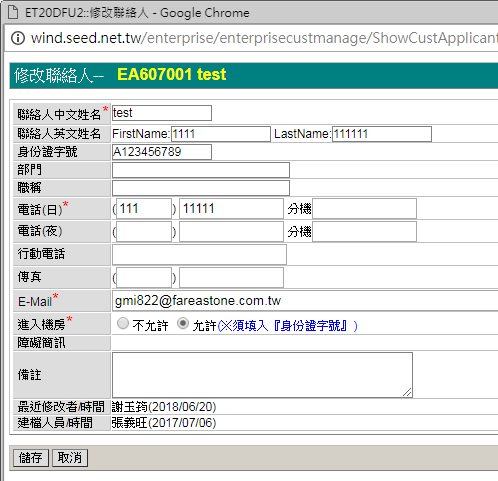 ET20DFU2::修改聯絡人 - Google Chrome
wind.seed.net.tw/enterprise/enterprisecustmanage/ShowCustApplicant
修改聯絡人-- EA607001 test
聯絡人中文姓名* test
聯絡人英文姓名 FirstName:1111 LastName:111111
身份證字號 A123456789
部門
職稱
電話(日)* (111) 11111 分機
電話(夜) ( ) 分機
行動電話
傳真 ( )
E-Mail* gmi822@fareastone.com.tw
進入機房* 不允許 允許(※須填入『身份證字號』)
障礙簡訊
備註
最近修改者/時間 謝玉筠(2018/06/20)
建檔人員/時間 張義旺(2017/07/06)
儲存 取消